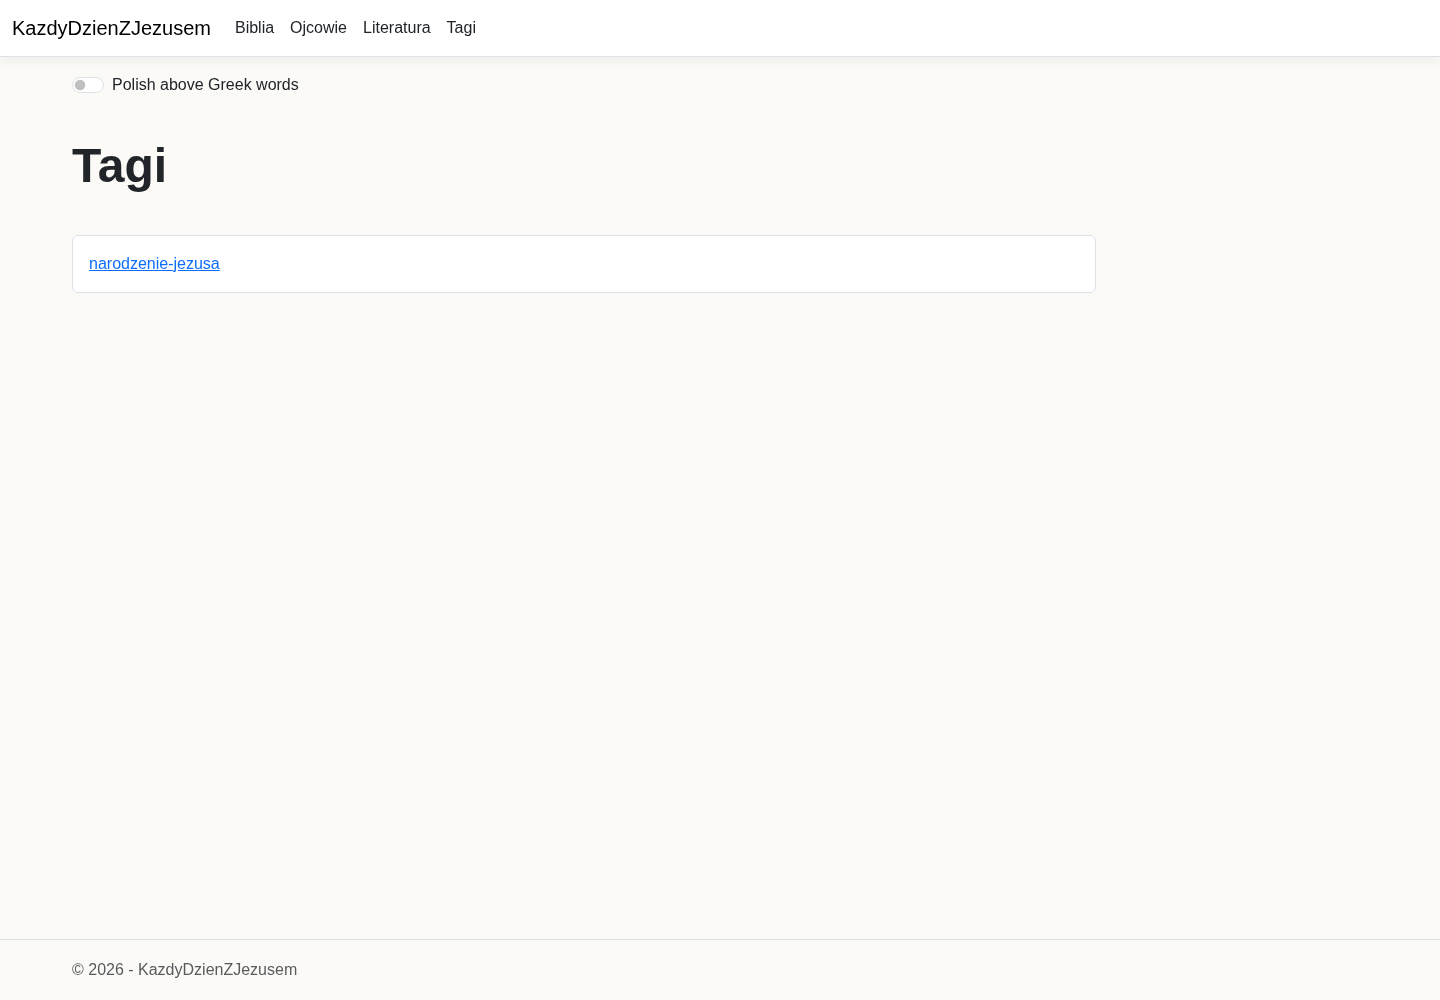 KazdyDzienZJezusem Biblia Ojcowie Literatura Tagi
Polish above Greek words
Tagi
narodzenie-jezusa
© 2026 - KazdyDzienZJezusem